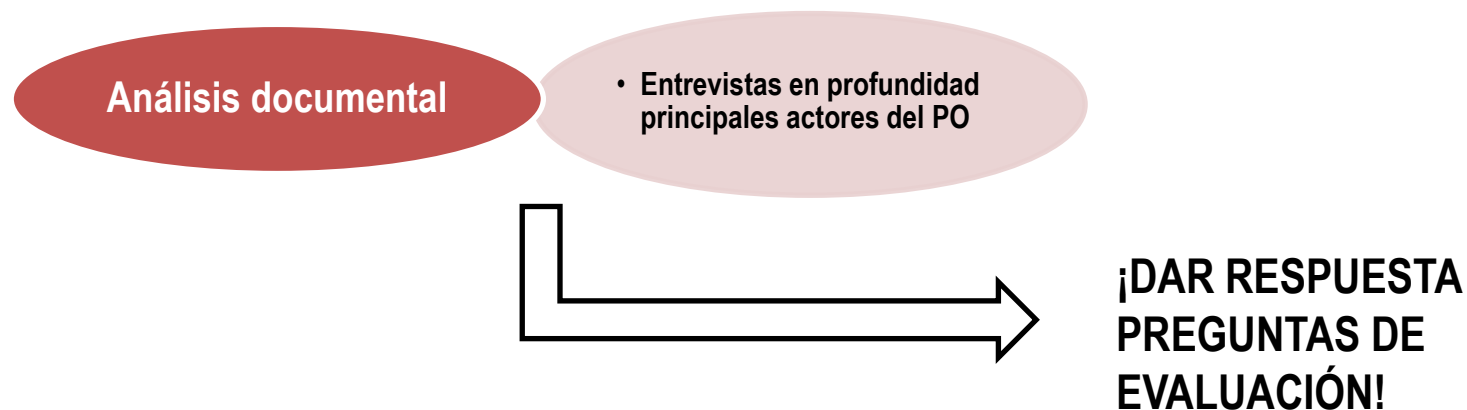 Análisis documental
• Entrevistas en profundidad
principales actores del PO
¡DAR RESPUESTA
PREGUNTAS DE
EVALUACIÓN!